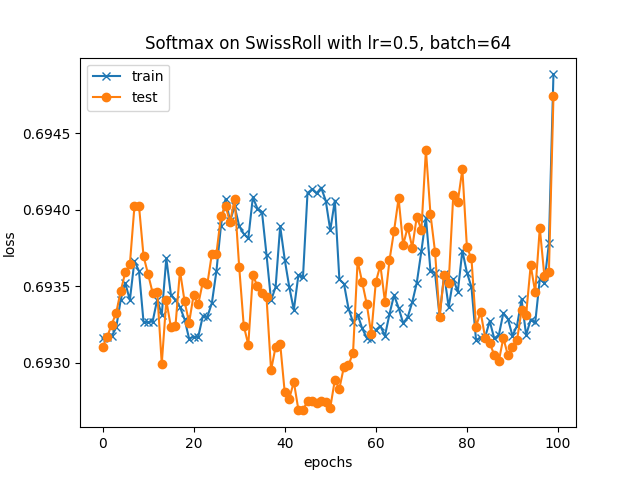 Softmax on SwissRoll with lr=0.5, batch=64
train
test
0.6945
0.6940
0.6935
0.6930
loss
0 20 40 60 80 100
epochs